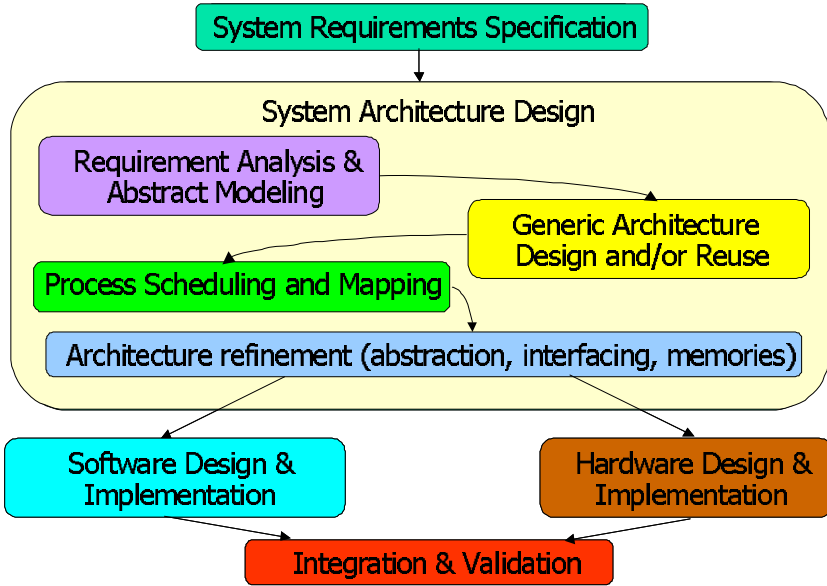 System Requirements Specification
System Architecture Design
Requirement Analysis &
Abstract Modeling
Generic Architecture
Design and/or Reuse
Process Scheduling and Mapping
Architecture refinement (abstraction, interfacing, memories)
Software Design &
Implementation
Hardware Design &
Implementation
Integration & Validation